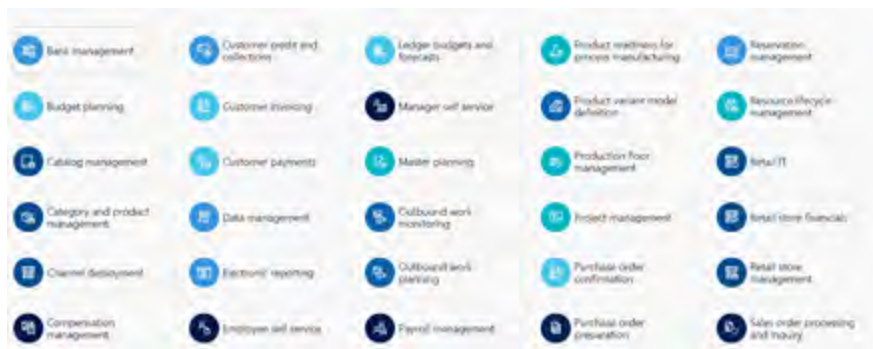 Bank management
Customer credit and
collections
Ledger budgets and
forecasts
Product readiness for
process manufacturing
Reservation
management
Budget planning
Customer invoicing
Manager self service
Product variant model
definition
Resource lifecycle
management
Catalog management
Customer payments
Master planning
Production floor
management
Retail IT
Category and product
management
Data management
Outbound work
monitoring
Project management
Retail store financials
Channel deployment
Electronic reporting
Outbound work
planning
Purchase order
confirmation
Retail store
management
Compensation
management
Employee self service
Payroll management
Purchase order
preparation
Sales order processing
and inquiry